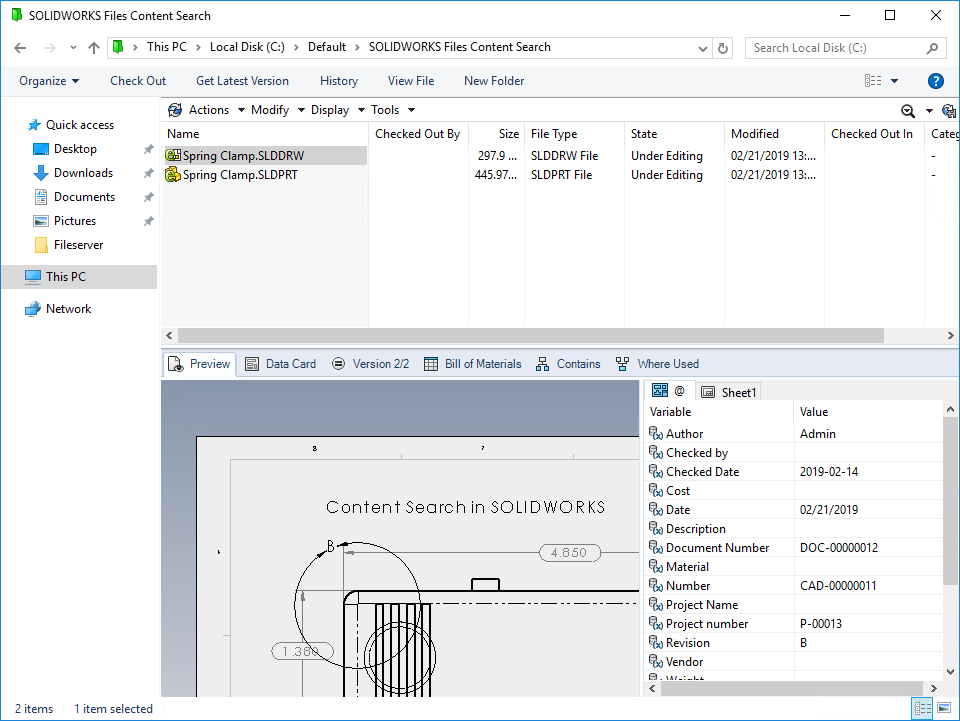 SOLIDWORKS Files Content Search
This PC > Local Disk (C:) > Default > SOLIDWORKS Files Content Search
Search Local Disk (C:)
Organize Check Out Get Latest Version History View File New Folder
Quick access
Desktop
Downloads
Documents
Pictures
Fileserver
This PC
Network
Actions Modify Display Tools
Name Checked Out By Size File Type State Modified Checked Out In Categ
Spring Clamp.SLDDRW 297.9 ... SLDDRW File Under Editing 02/21/2019 13:... -
Spring Clamp.SLDPRT 445.97... SLDPRT File Under Editing 02/21/2019 13:... -
Preview Data Card Version 2/2 Bill of Materials Contains Where Used
8 7
Content Search in SOLIDWORKS
B
4.850
1.380
@ Sheet1
Variable Value
Author Admin
Checked by
Checked Date 2019-02-14
Cost
Date 02/21/2019
Description
Document Number DOC-00000012
Material
Number CAD-00000011
Project Name
Project number P-00013
Revision B
Vendor
Weight
2 items 1 item selected